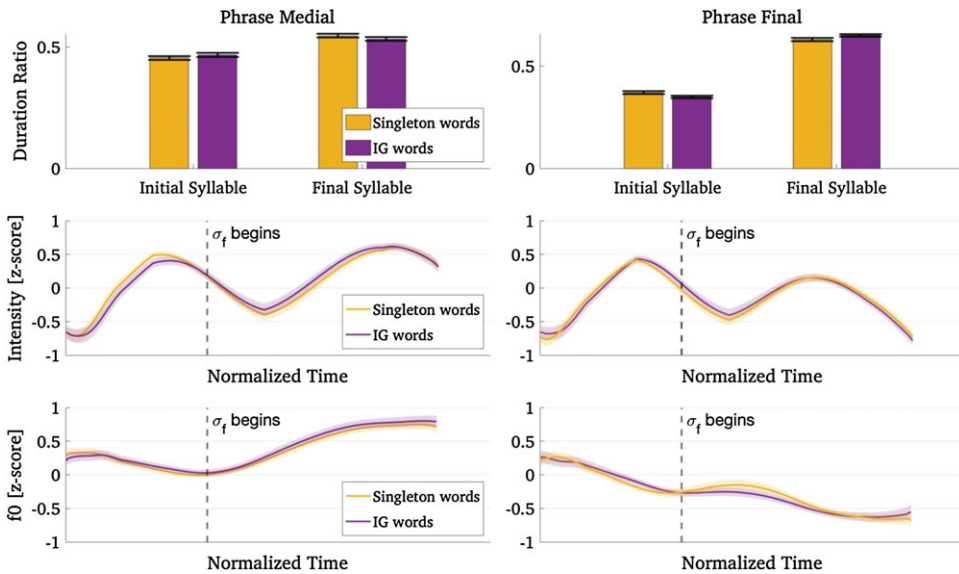 Phrase Medial
Duration Ratio
0.5
0
Singleton words
IG words
Initial Syllable
Final Syllable
Phrase Final
0.5
0
Initial Syllable
Final Syllable
Intensity [z-score]
1
0.5
0
-0.5
-1
σf begins
Singleton words
IG words
Normalized Time
1
0.5
0
-0.5
-1
σf begins
Normalized Time
f0 [z-score]
1
0.5
0
-0.5
-1
σf begins
Singleton words
IG words
Normalized Time
1
0.5
0
-0.5
-1
σf begins
Singleton words
IG words
Normalized Time